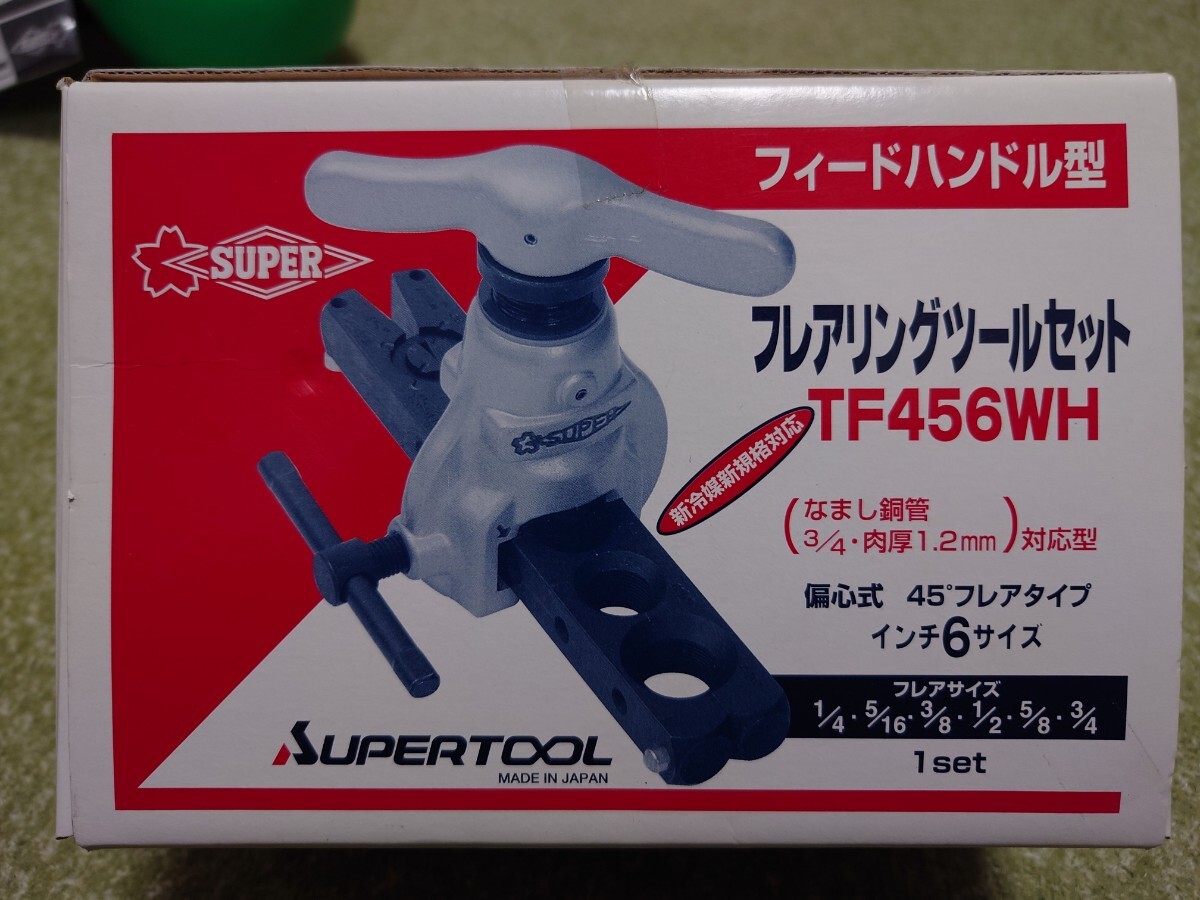 フィードハンドル型
SUPER
フレアリングツールセット
TF456WH
SUPER
新冷媒新規格対応
(なまし銅管
3/4・肉厚1.2mm)対応型
偏心式 45°フレアタイプ
インチ6サイズ
フレアサイズ
1/4・5/16・3/8・1/2・5/8・3/4
1set
SUPERTOOL
MADE IN JAPAN